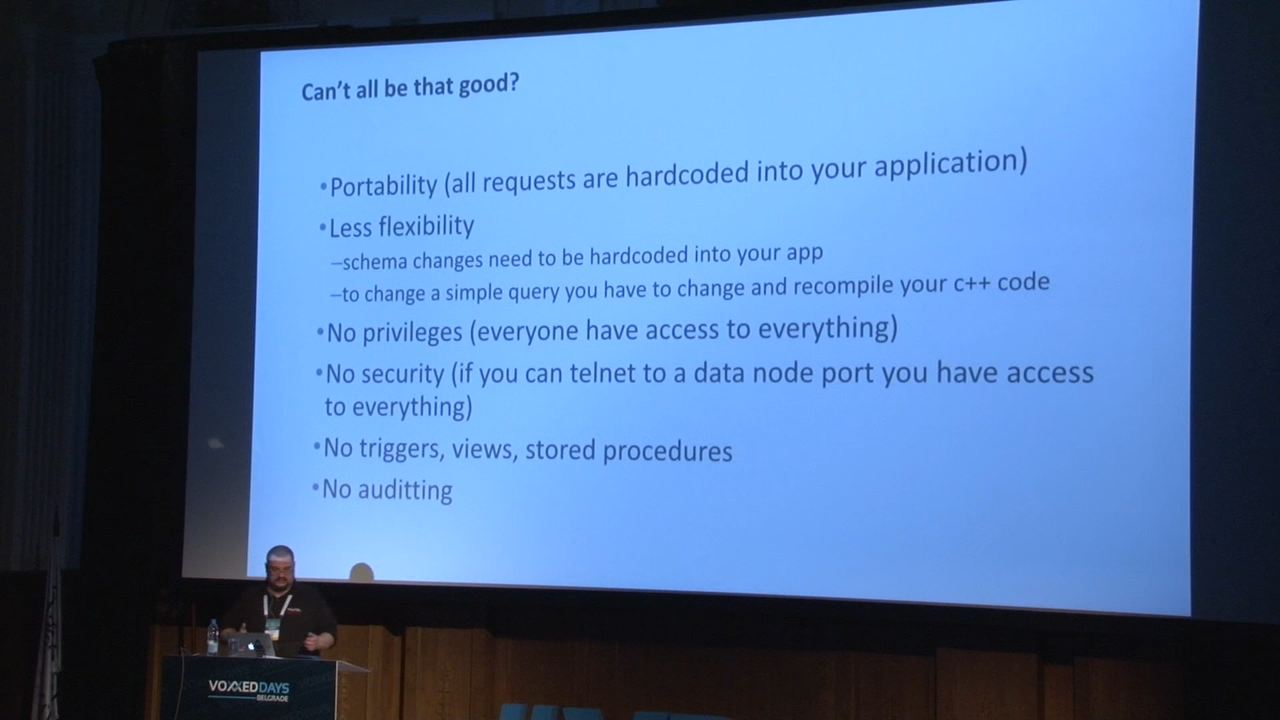 Can't all be that good?
•Portability (all requests are hardcoded into your application)
•Less flexibility
–schema changes need to be hardcoded into your app
–to change a simple query you have to change and recompile your c++ code
•No privileges (everyone have access to everything)
•No security (if you can telnet to a data node port you have access
to everything)
•No triggers, views, stored procedures
•No auditting
VOXXEDDAYS
BELGRADE